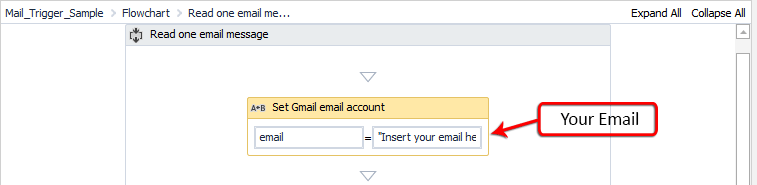 Mail_Trigger_Sample > Flowchart > Read one email me... Expand All Collapse All
Read one email message
A+B Set Gmail email account
email = "Insert your email he
Your Email